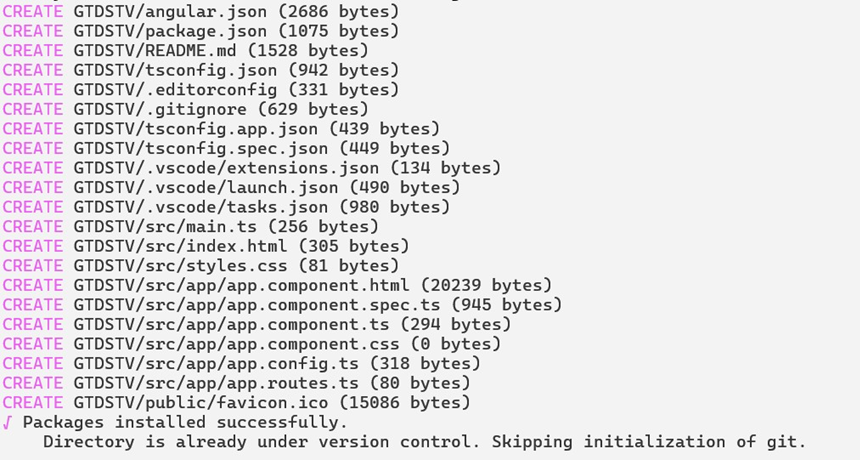 CREATE GTDSTV/angular.json (2686 bytes)
CREATE GTDSTV/package.json (1075 bytes)
CREATE GTDSTV/README.md (1528 bytes)
CREATE GTDSTV/tsconfig.json (942 bytes)
CREATE GTDSTV/.editorconfig (331 bytes)
CREATE GTDSTV/.gitignore (629 bytes)
CREATE GTDSTV/tsconfig.app.json (439 bytes)
CREATE GTDSTV/tsconfig.spec.json (449 bytes)
CREATE GTDSTV/.vscode/extensions.json (134 bytes)
CREATE GTDSTV/.vscode/launch.json (490 bytes)
CREATE GTDSTV/.vscode/tasks.json (980 bytes)
CREATE GTDSTV/src/main.ts (256 bytes)
CREATE GTDSTV/src/index.html (305 bytes)
CREATE GTDSTV/src/styles.css (81 bytes)
CREATE GTDSTV/src/app/app.component.html (20239 bytes)
CREATE GTDSTV/src/app/app.component.spec.ts (945 bytes)
CREATE GTDSTV/src/app/app.component.ts (294 bytes)
CREATE GTDSTV/src/app/app.component.css (0 bytes)
CREATE GTDSTV/src/app/app.config.ts (318 bytes)
CREATE GTDSTV/src/app/app.routes.ts (80 bytes)
CREATE GTDSTV/public/favicon.ico (15086 bytes)
√ Packages installed successfully.
Directory is already under version control. Skipping initialization of git.